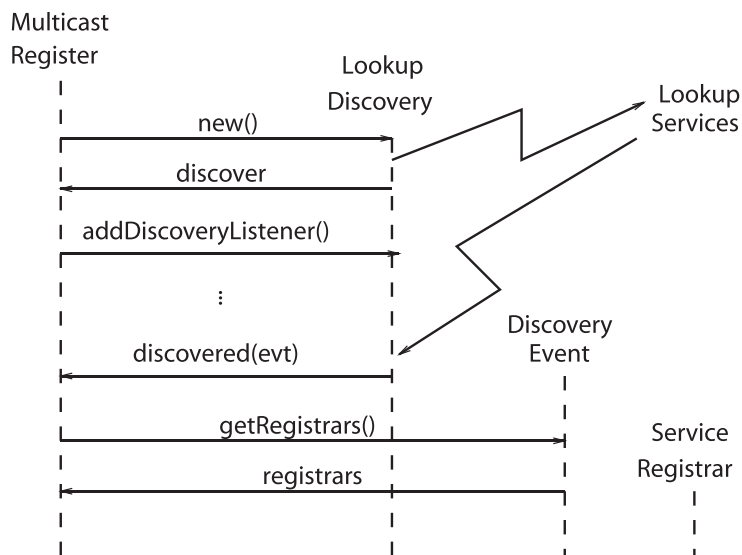 Multicast
Register
Lookup
Discovery
Lookup
Services
new()
discover
addDiscoveryListener()
...
discovered(evt)
Discovery
Event
getRegistrars()
Service
Registrar
registrars